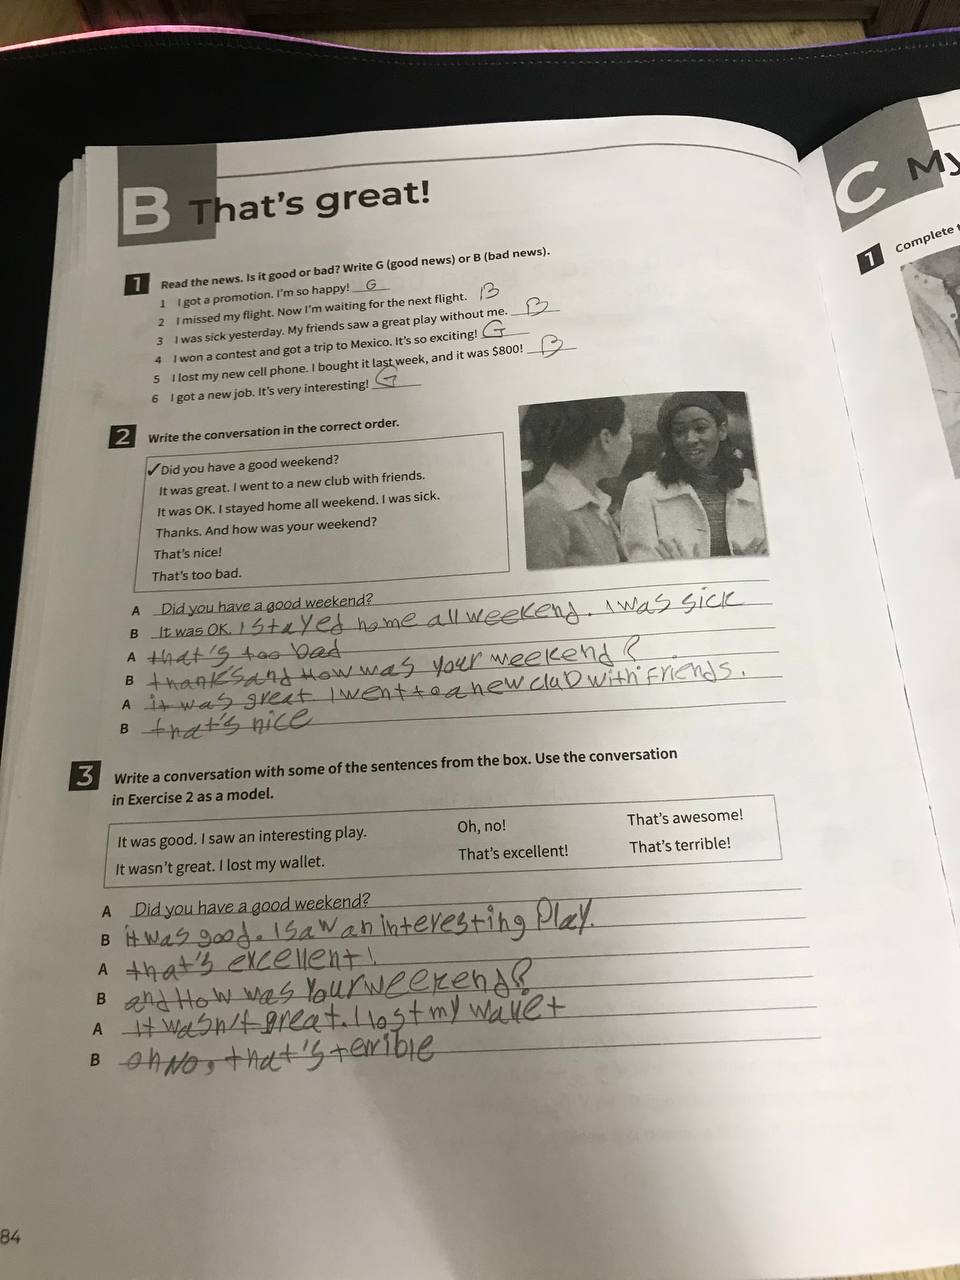 B That's great!
C My
1 Read the news. Is it good or bad? Write G (good news) or B (bad news).
1 I got a promotion. I'm so happy! G
2 I missed my flight. Now I'm waiting for the next flight. B
3 I was sick yesterday. My friends saw a great play without me. B
4 I won a contest and got a trip to Mexico. It's so exciting! G
5 I lost my new cell phone. I bought it last week, and it was $800! B
6 I got a new job. It's very interesting! G
2 Write the conversation in the correct order.
✓Did you have a good weekend?
It was great. I went to a new club with friends.
It was OK. I stayed home all weekend. I was sick.
Thanks. And how was your weekend?
That's nice!
That's too bad.
A Did you have a good weekend?
B It was OK. I stayed home all weekend. I was sick
A that's too bad
B thank's and How was your weekend?
A it was great. I went to a new club with Friends.
B that's nice
3 Write a conversation with some of the sentences from the box. Use the conversation
in Exercise 2 as a model.
It was good. I saw an interesting play. Oh, no! That's awesome!
It wasn't great. I lost my wallet. That's excellent! That's terrible!
A Did you have a good weekend?
B it was good. I saw an interesting Play.
A that's excellent!
B and How was Your weekend?
A It wasn't great. I lost my wallet
B oh No, that's terrible
84
1 Complete